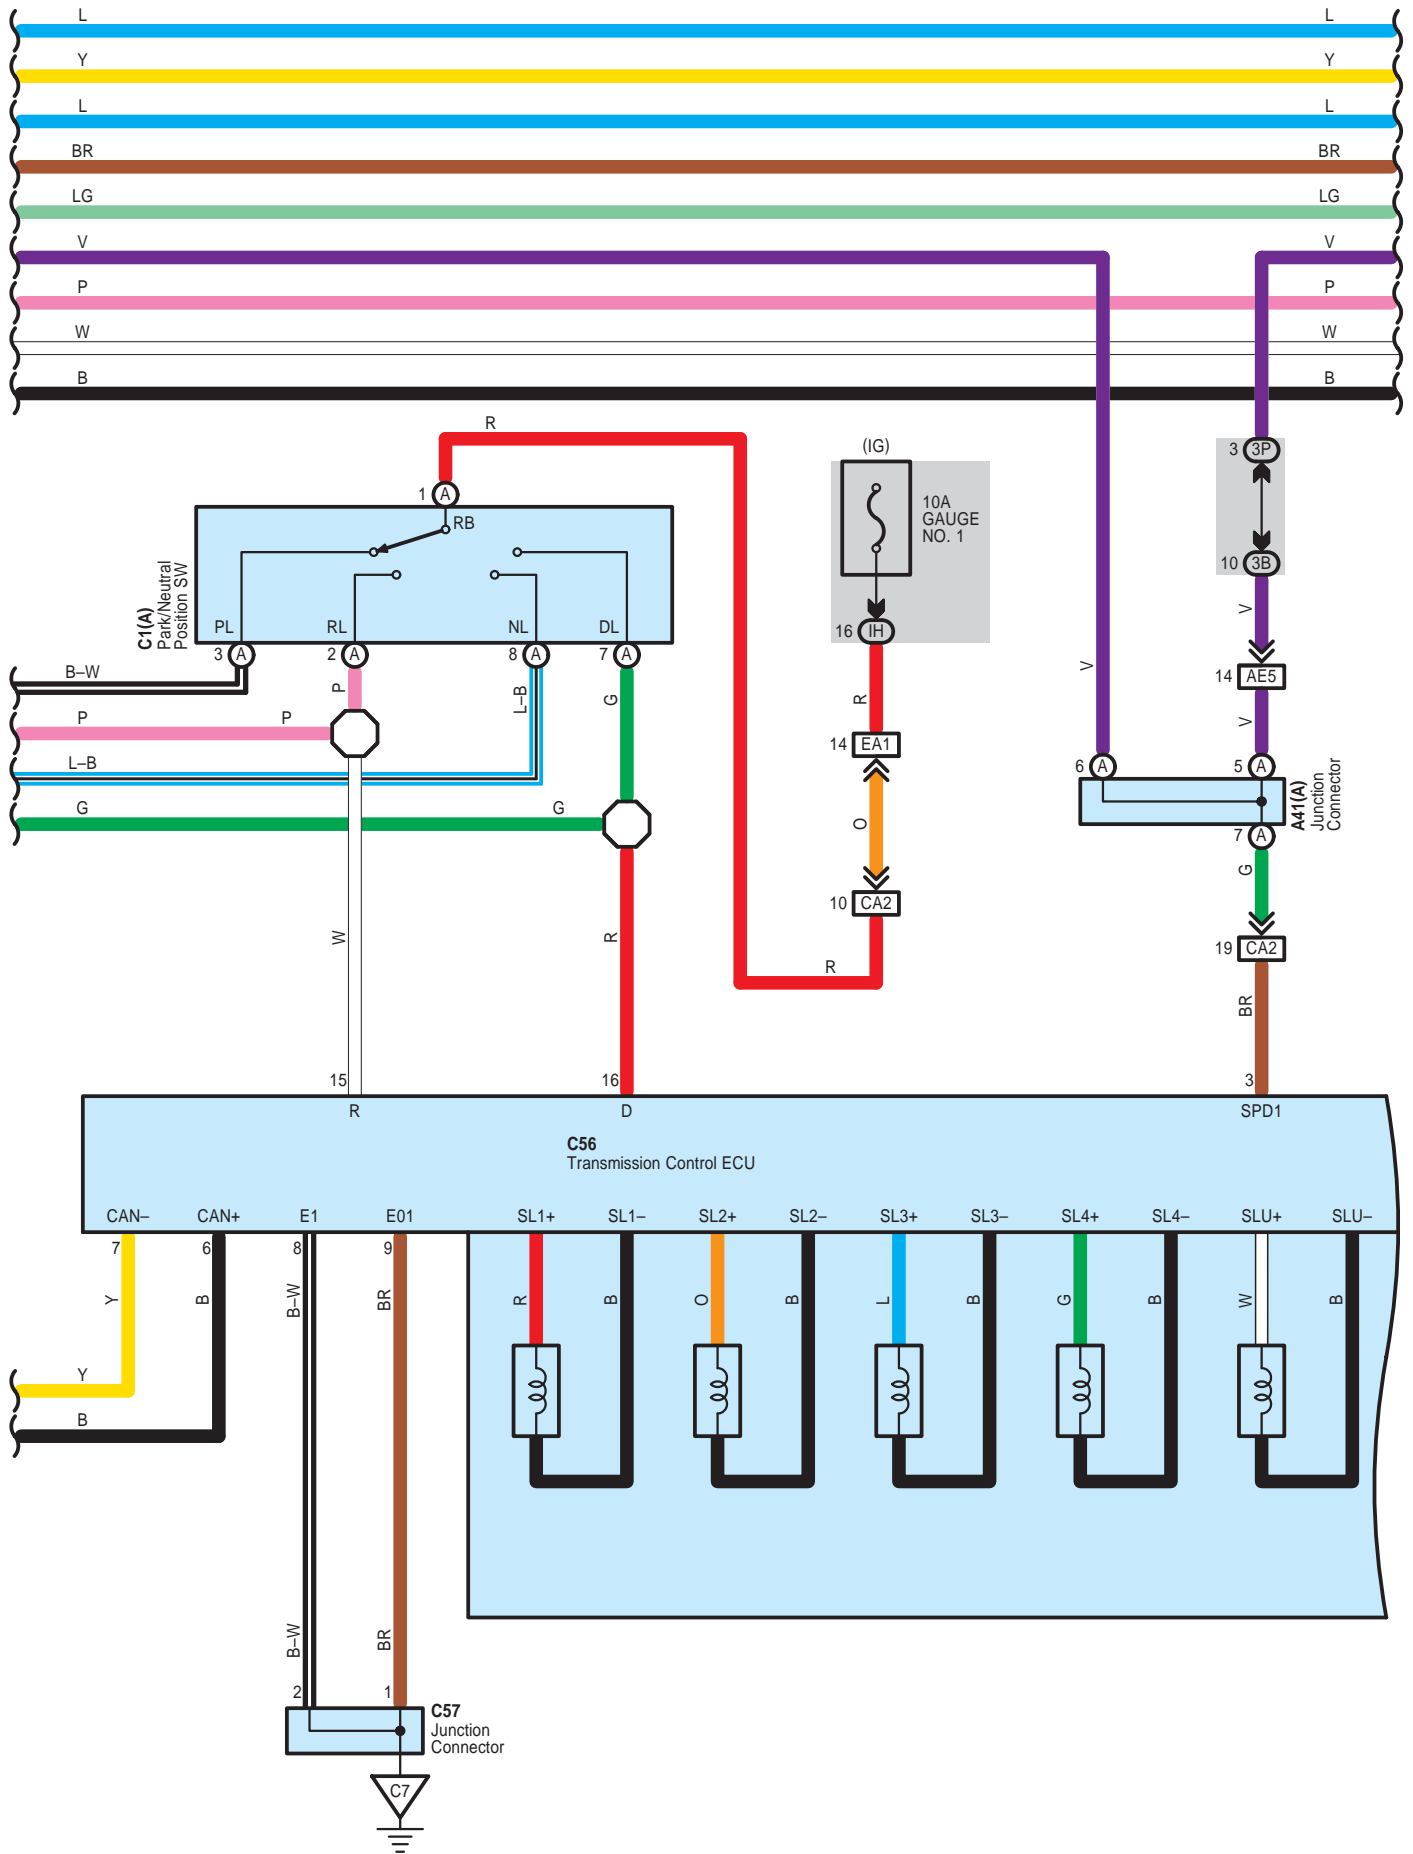 L L
Y Y
L L
BR BR
LG LG
V V
P P
W W
B B
R
(IG)
3 3P
1 A
10A
GAUGE
NO. 1
RB
10 3B
C1(A)
Park/Neutral
Position SW
PL RL NL DL
16 IH
V
3 A 2 A 8 A 7 A
B–W
V
14 AE5
P
L–B
G
R
P P
V
14 EA1
L–B
6 A 5 A
A41(A)
Junction
Connector
G G
O
7 A
G
10 CA2
W
R
19 CA2
R
BR
15 16 3
R D SPD1
C56
Transmission Control ECU
CAN– CAN+ E1 E01 SL1+ SL1– SL2+ SL2– SL3+ SL3– SL4+ SL4– SLU+ SLU–
7 6 8 9
Y B B–W BR R B O B L B G B W B
Y
B
B–W BR
2 1
C57
Junction
Connector
C7